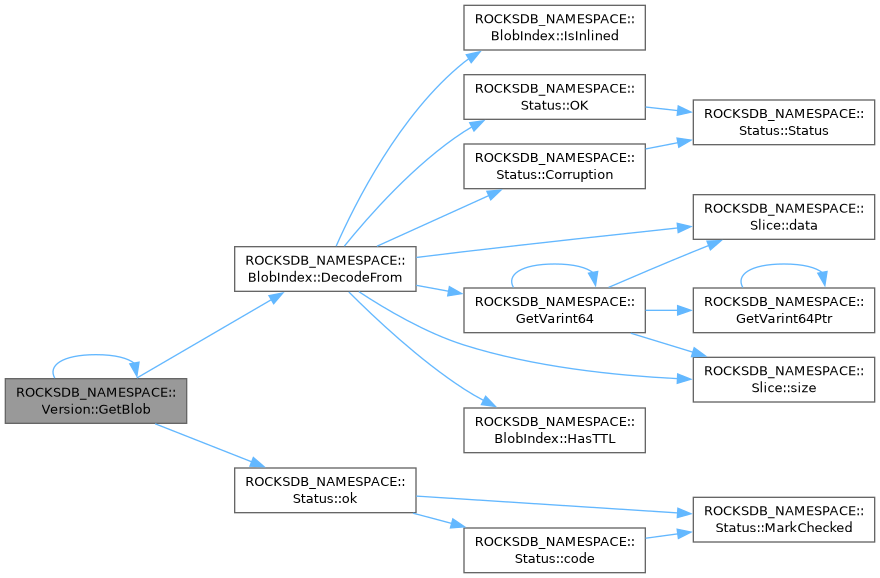 ROCKSDB_NAMESPACE::
Version::GetBlob
ROCKSDB_NAMESPACE::
BlobIndex::DecodeFrom
ROCKSDB_NAMESPACE::
Status::ok
ROCKSDB_NAMESPACE::
BlobIndex::IsInlined
ROCKSDB_NAMESPACE::
Status::OK
ROCKSDB_NAMESPACE::
Status::Corruption
ROCKSDB_NAMESPACE::
GetVarint64
ROCKSDB_NAMESPACE::
BlobIndex::HasTTL
ROCKSDB_NAMESPACE::
Status::code
ROCKSDB_NAMESPACE::
Status::Status
ROCKSDB_NAMESPACE::
Slice::data
ROCKSDB_NAMESPACE::
GetVarint64Ptr
ROCKSDB_NAMESPACE::
Slice::size
ROCKSDB_NAMESPACE::
Status::MarkChecked